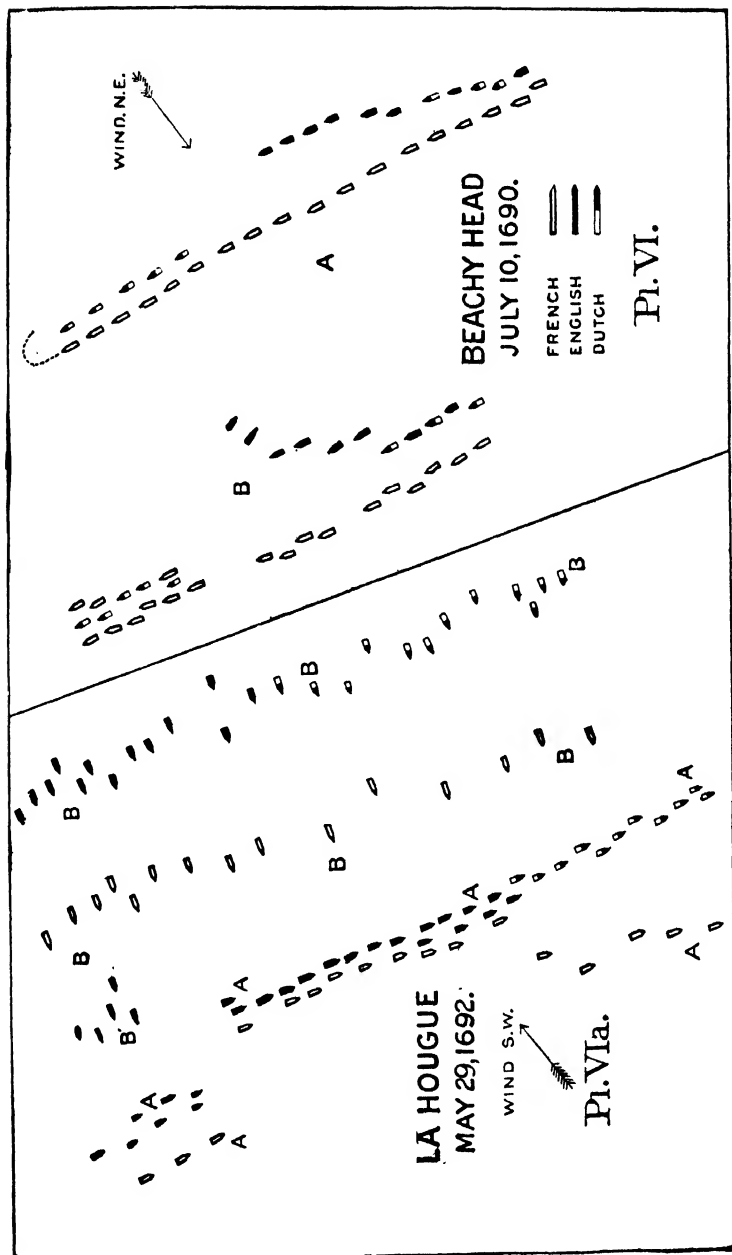 WIND. N.E.
A
BEACHY HEAD
JULY 10, 1690.
FRENCH
ENGLISH
DUTCH
Pl. VI.
B
B
B
B
B
B
B
B'
A
A
A
A
A
A
LA HOUGUE
MAY 29, 1692.
WIND S.W.
Pl. VIa.